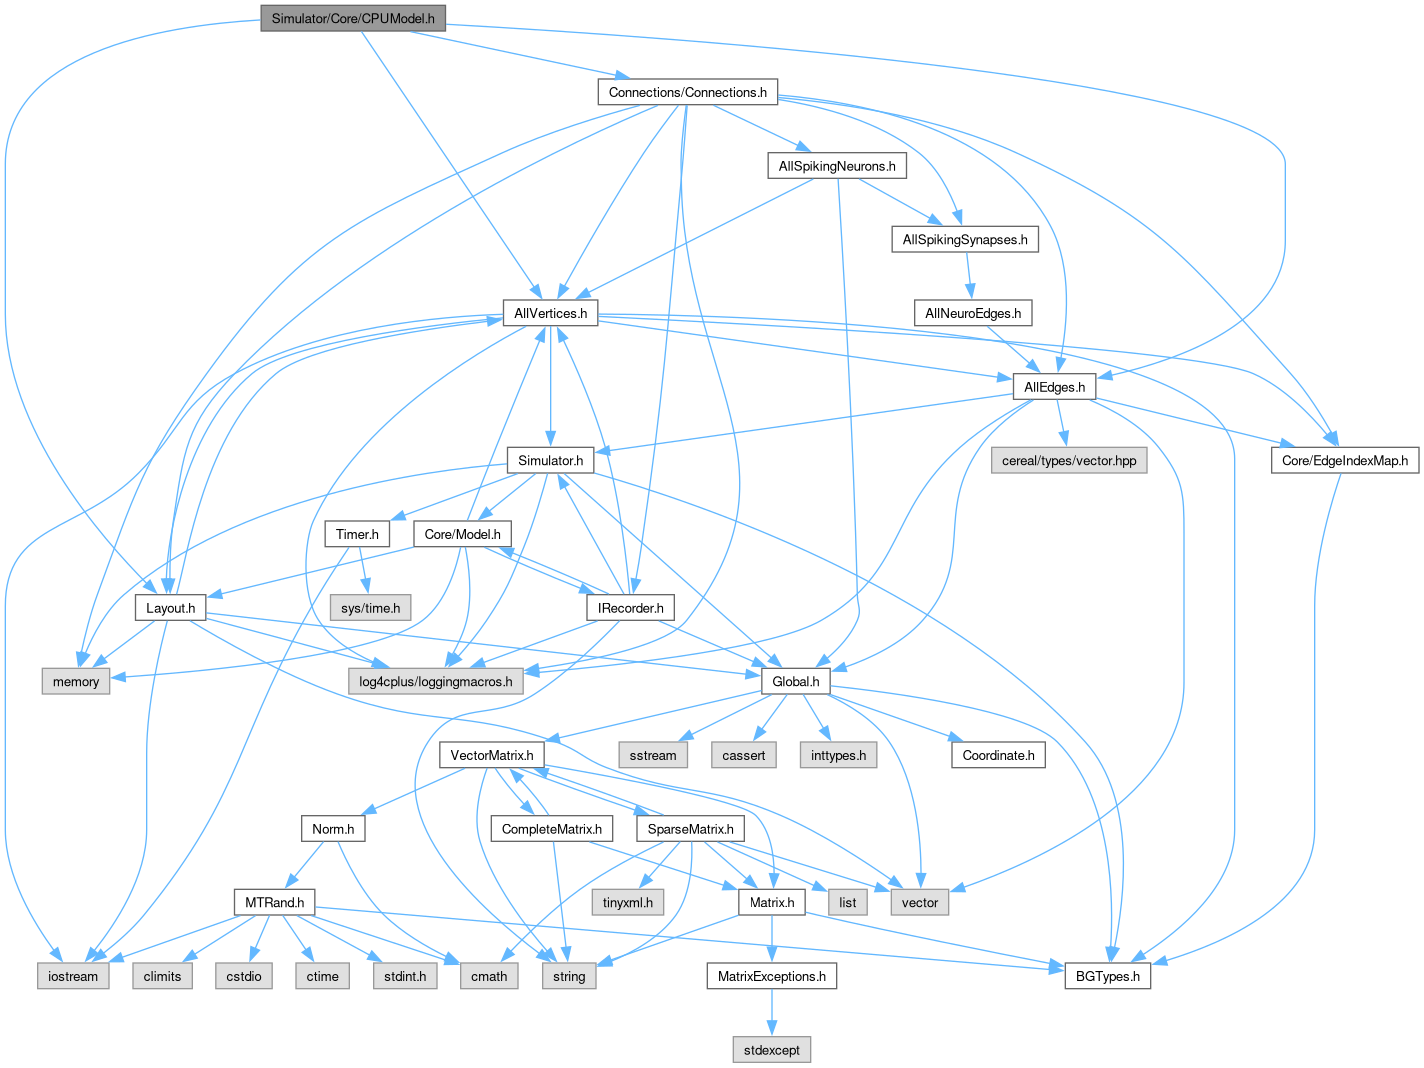 Simulator/Core/CPUModel.h
Connections/Connections.h
AllSpikingNeurons.h
AllSpikingSynapses.h
AllVertices.h
AllNeuroEdges.h
AllEdges.h
Simulator.h
cereal/types/vector.hpp
Core/EdgeIndexMap.h
Timer.h
Core/Model.h
Layout.h
sys/time.h
IRecorder.h
memory
log4cplus/loggingmacros.h
Global.h
VectorMatrix.h
sstream
cassert
inttypes.h
Coordinate.h
Norm.h
CompleteMatrix.h
SparseMatrix.h
MTRand.h
tinyxml.h
Matrix.h
list
vector
iostream
climits
cstdio
ctime
stdint.h
cmath
string
MatrixExceptions.h
BGTypes.h
stdexcept